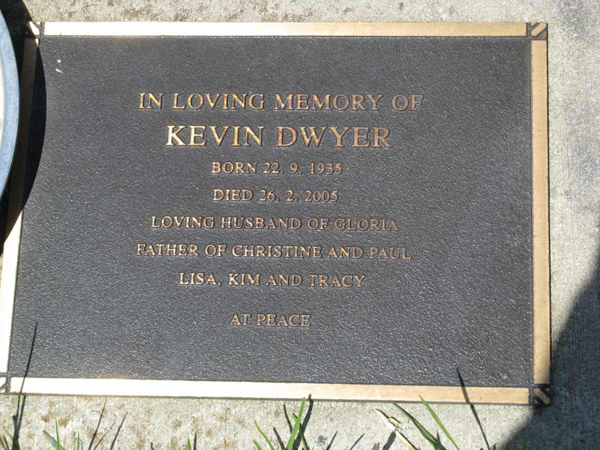 IN LOVING MEMORY OF
KEVIN DWYER
BORN 22. 9. 1935
DIED 26. 2. 2005
LOVING HUSBAND OF GLORIA
FATHER OF CHRISTINE AND PAUL
LISA, KIM AND TRACY
AT PEACE